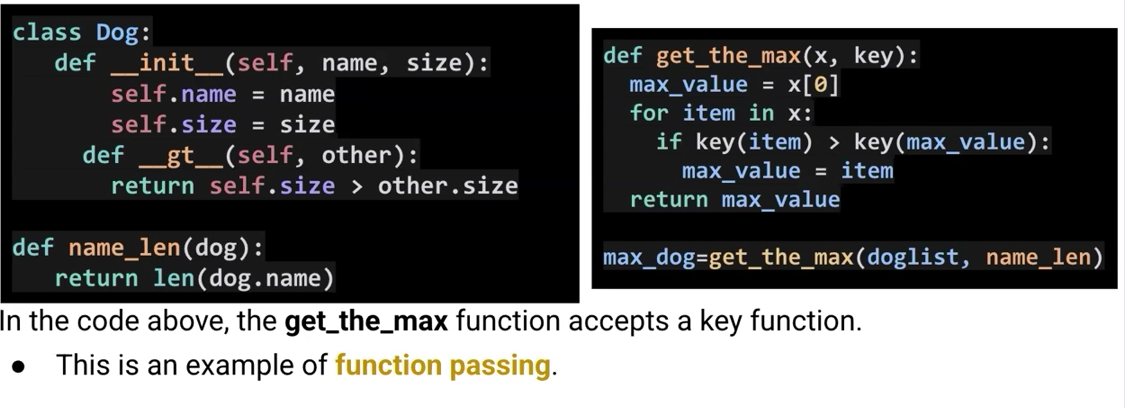 class Dog:
   def __init__(self, name, size):
       self.name = name
       self.size = size
     def __gt__(self, other):
       return self.size > other.size

def name_len(dog):
   return len(dog.name)
def get_the_max(x, key):
  max_value = x[0]
  for item in x:
    if key(item) > key(max_value):
      max_value = item
  return max_value

max_dog=get_the_max(doglist, name_len)
In the code above, the get_the_max function accepts a key function.
● This is an example of function passing.